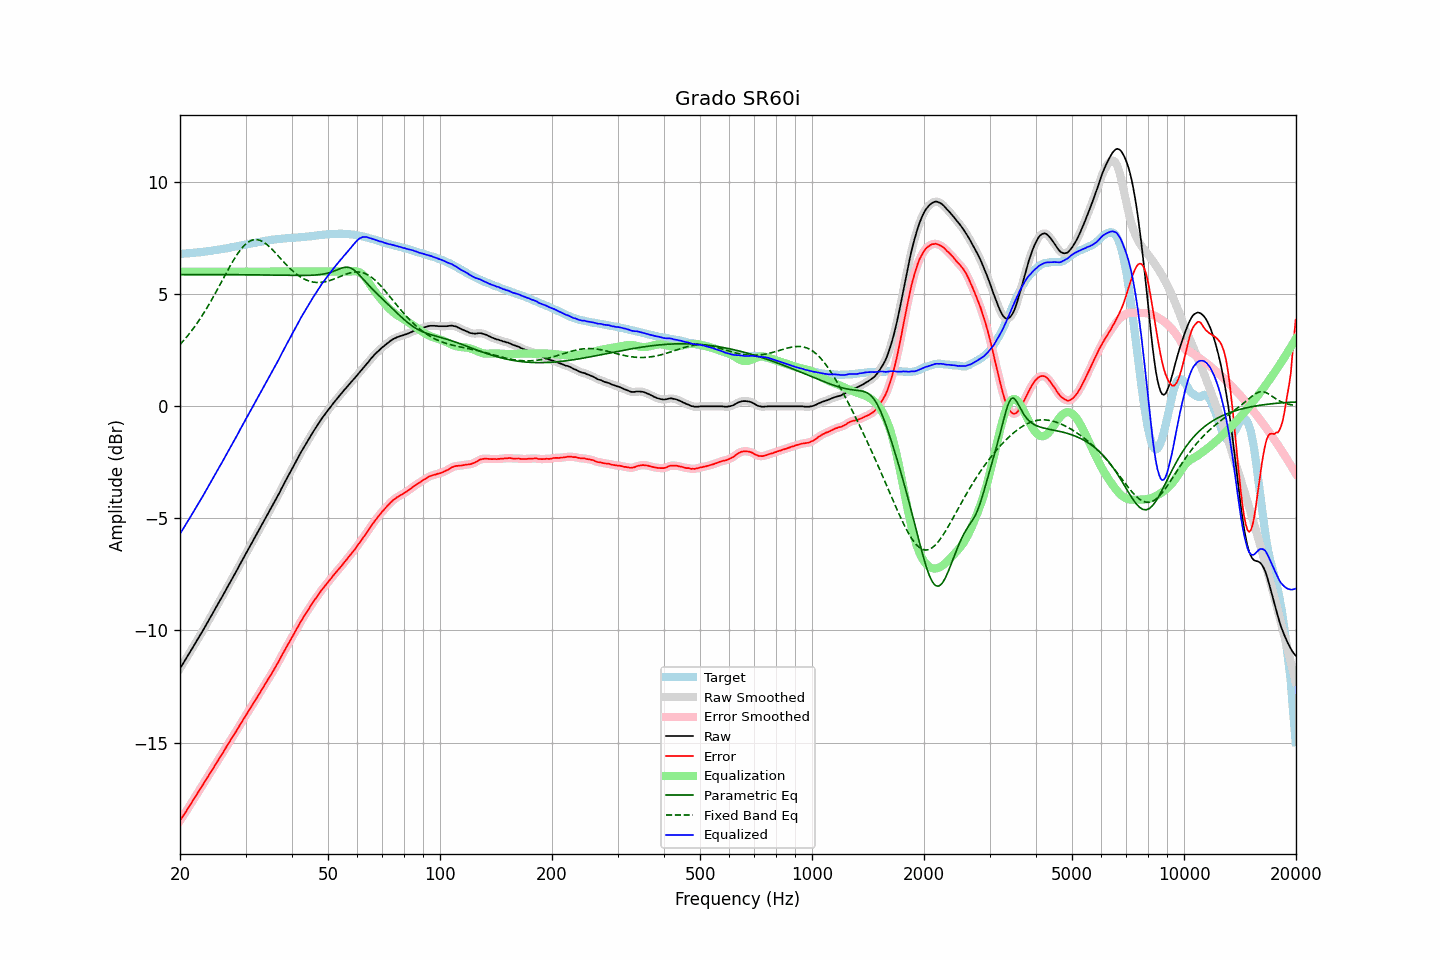 Grado SR60i
Amplitude (dBr)
10
5
0
−5
−10
−15
Target
Raw Smoothed
Error Smoothed
Raw
Error
Equalization
Parametric Eq
Fixed Band Eq
Equalized
20 50 100 200 500 1000 2000 5000 10000 20000
Frequency (Hz)